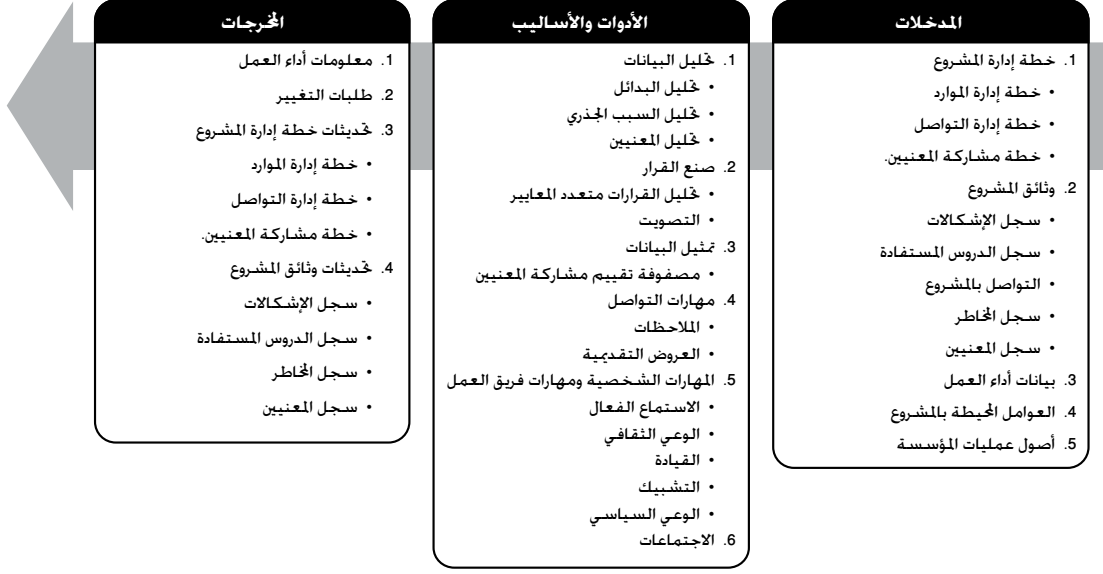 المدخلات
1. خطة إدارة المشروع
• خطة إدارة الموارد
• خطة إدارة التواصل
• خطة مشاركة المعنيين.
2. وثائق المشروع
• سجل الإشكالات
• سجل الدروس المستفادة
• التواصل بالمشروع
• سجل المخاطر
• سجل المعنيين
3. بيانات أداء العمل
4. العوامل المحيطة بالمشروع
5. أصول عمليات المؤسسة
الأدوات والأساليب
1. تحليل البيانات
• تحليل البدائل
• تحليل السبب الجذري
• تحليل المعنيين
2. صنع القرار
• تحليل القرارات متعدد المعايير
• التصويت
3. تمثيل البيانات
• مصفوفة تقييم مشاركة المعنيين
4. مهارات التواصل
• الملاحظات
• العروض التقديمية
5. المهارات الشخصية ومهارات فريق العمل
• الاستماع الفعال
• الوعي الثقافي
• القيادة
• التشبيك
• الوعي السياسي
6. الاجتماعات
المخرجات
1. معلومات أداء العمل
2. طلبات التغيير
3. تحديثات خطة إدارة المشروع
• خطة إدارة الموارد
• خطة إدارة التواصل
• خطة مشاركة المعنيين.
4. تحديثات وثائق المشروع
• سجل الإشكالات
• سجل الدروس المستفادة
• سجل المخاطر
• سجل المعنيين